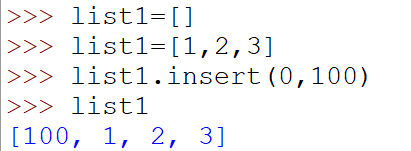 >>> list1=[]
>>> list1=[1,2,3]
>>> list1.insert(0,100)
>>> list1
[100, 1, 2, 3]